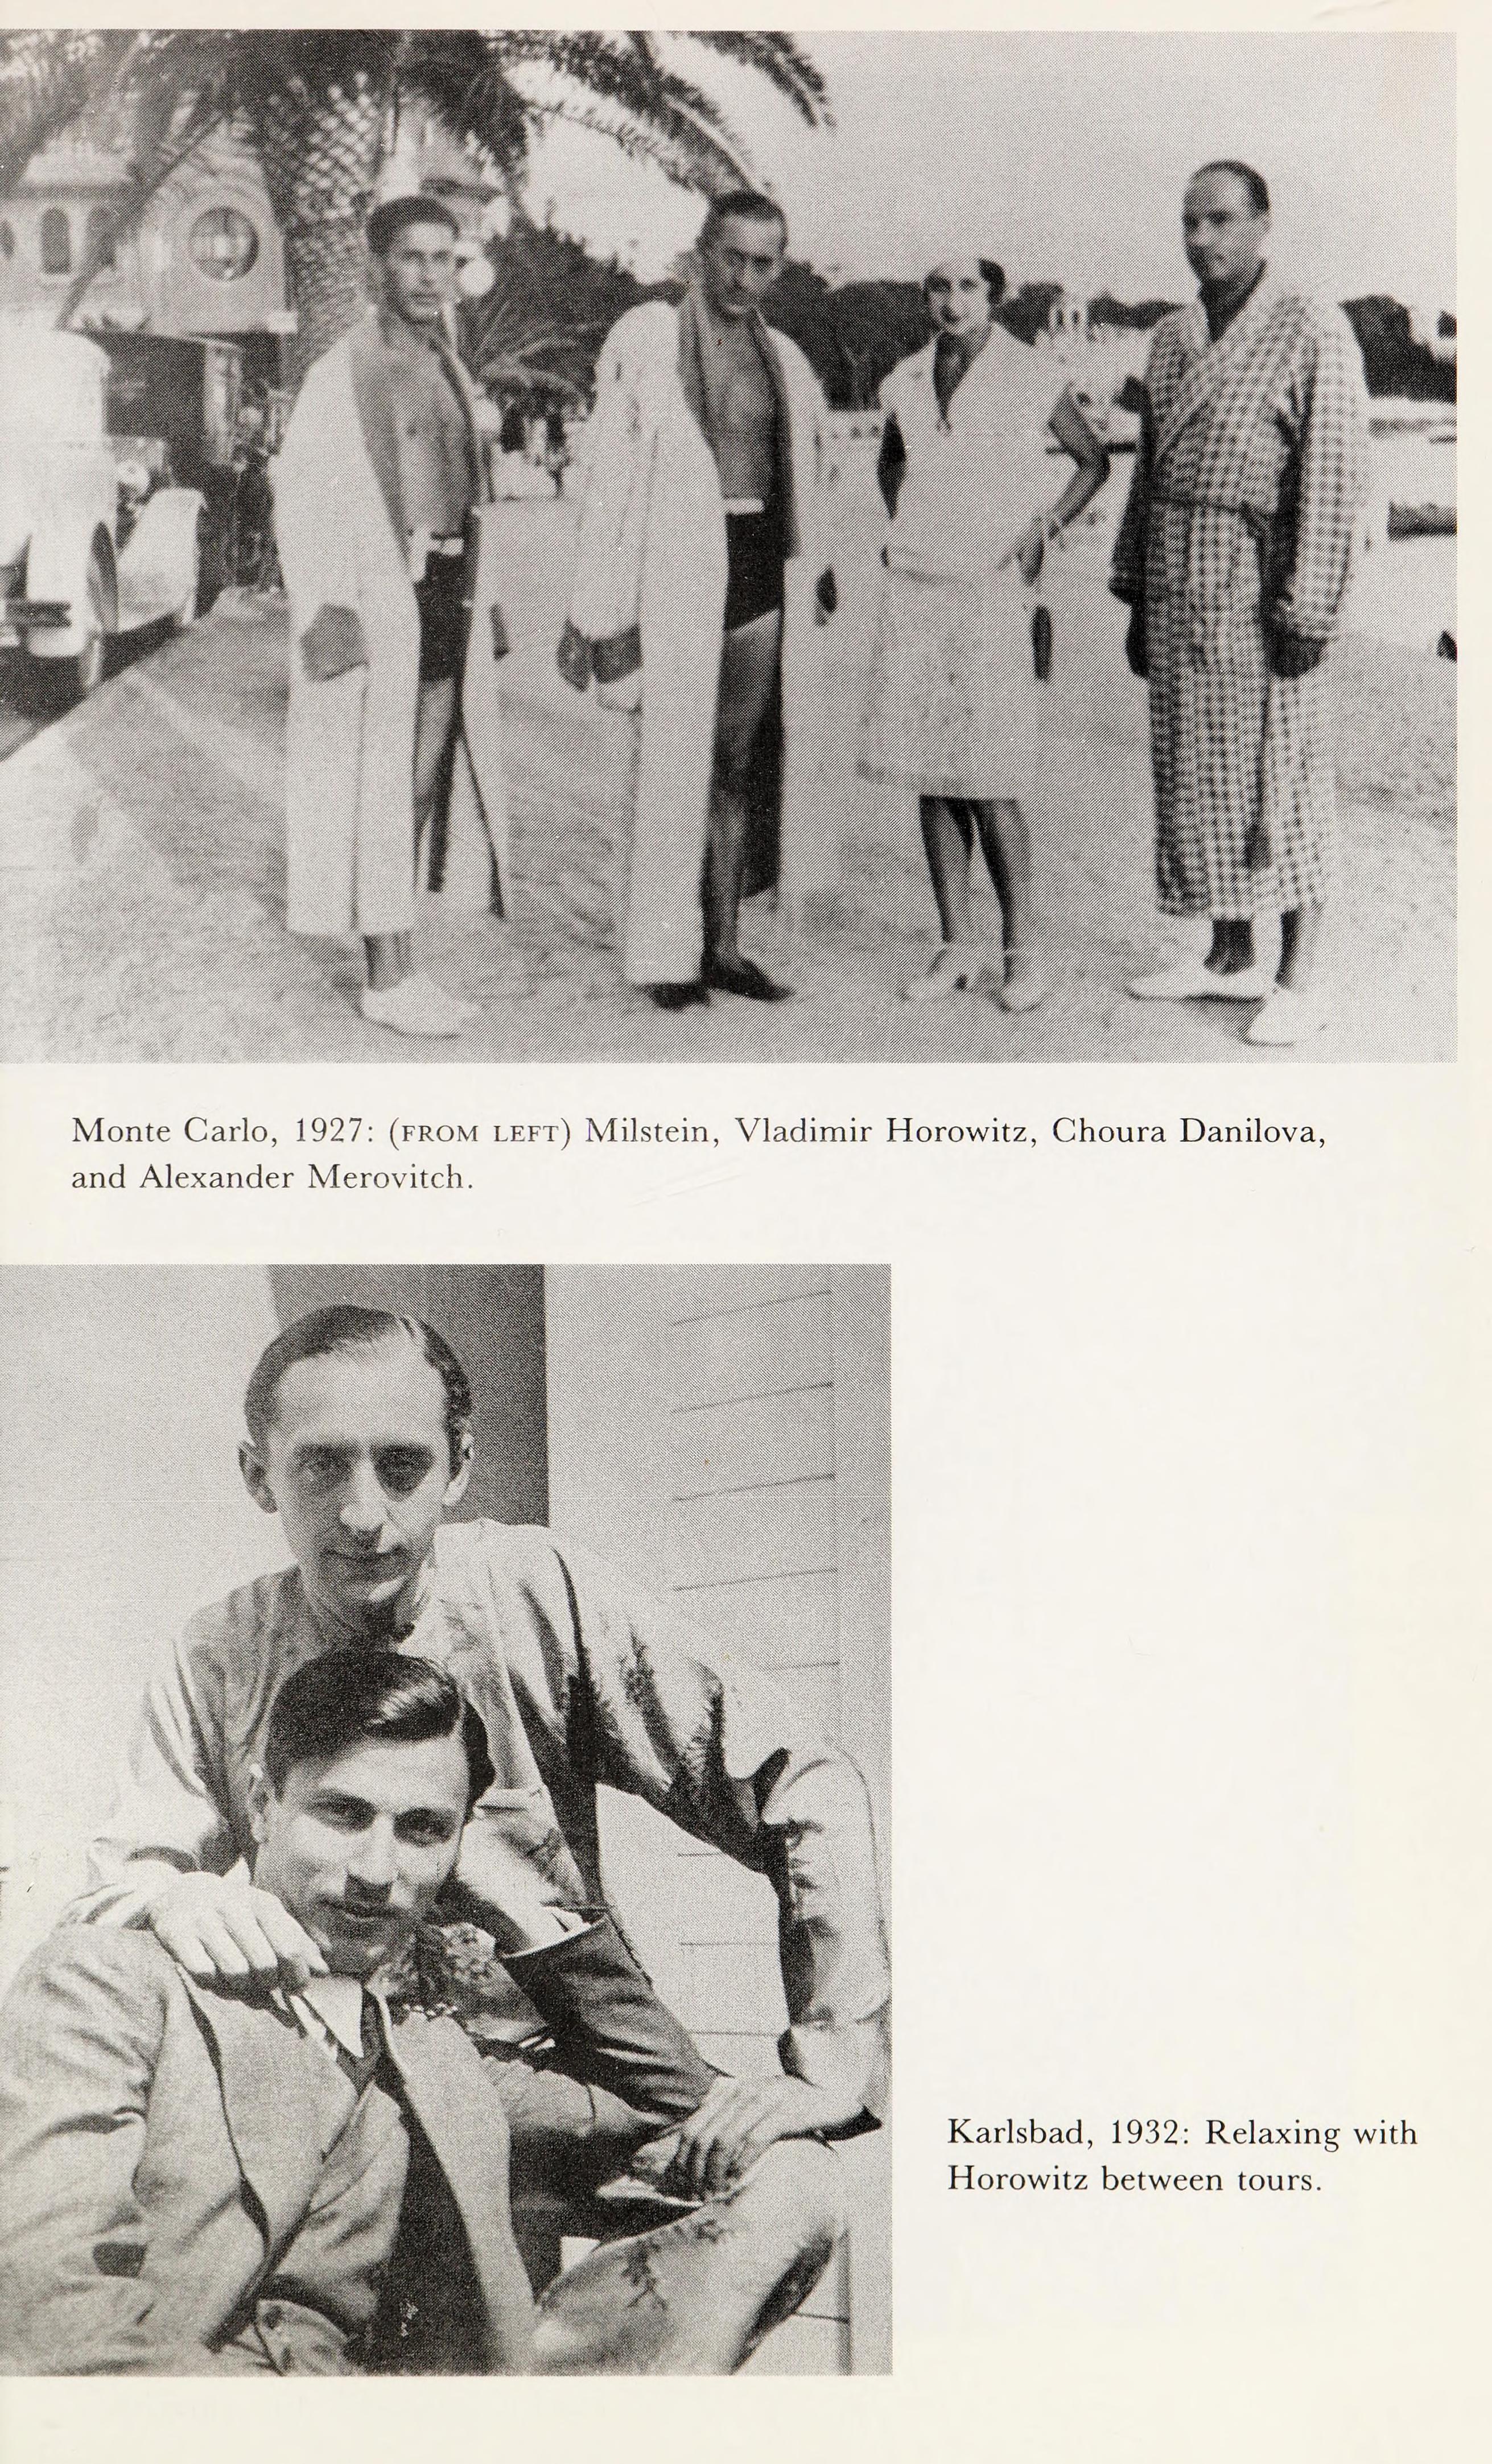 Monte Carlo, 1927: (FROM LEFT) Milstein, Vladimir Horowitz, Choura Danilova,
and Alexander Merovitch.
Karlsbad, 1932: Relaxing with
Horowitz between tours.